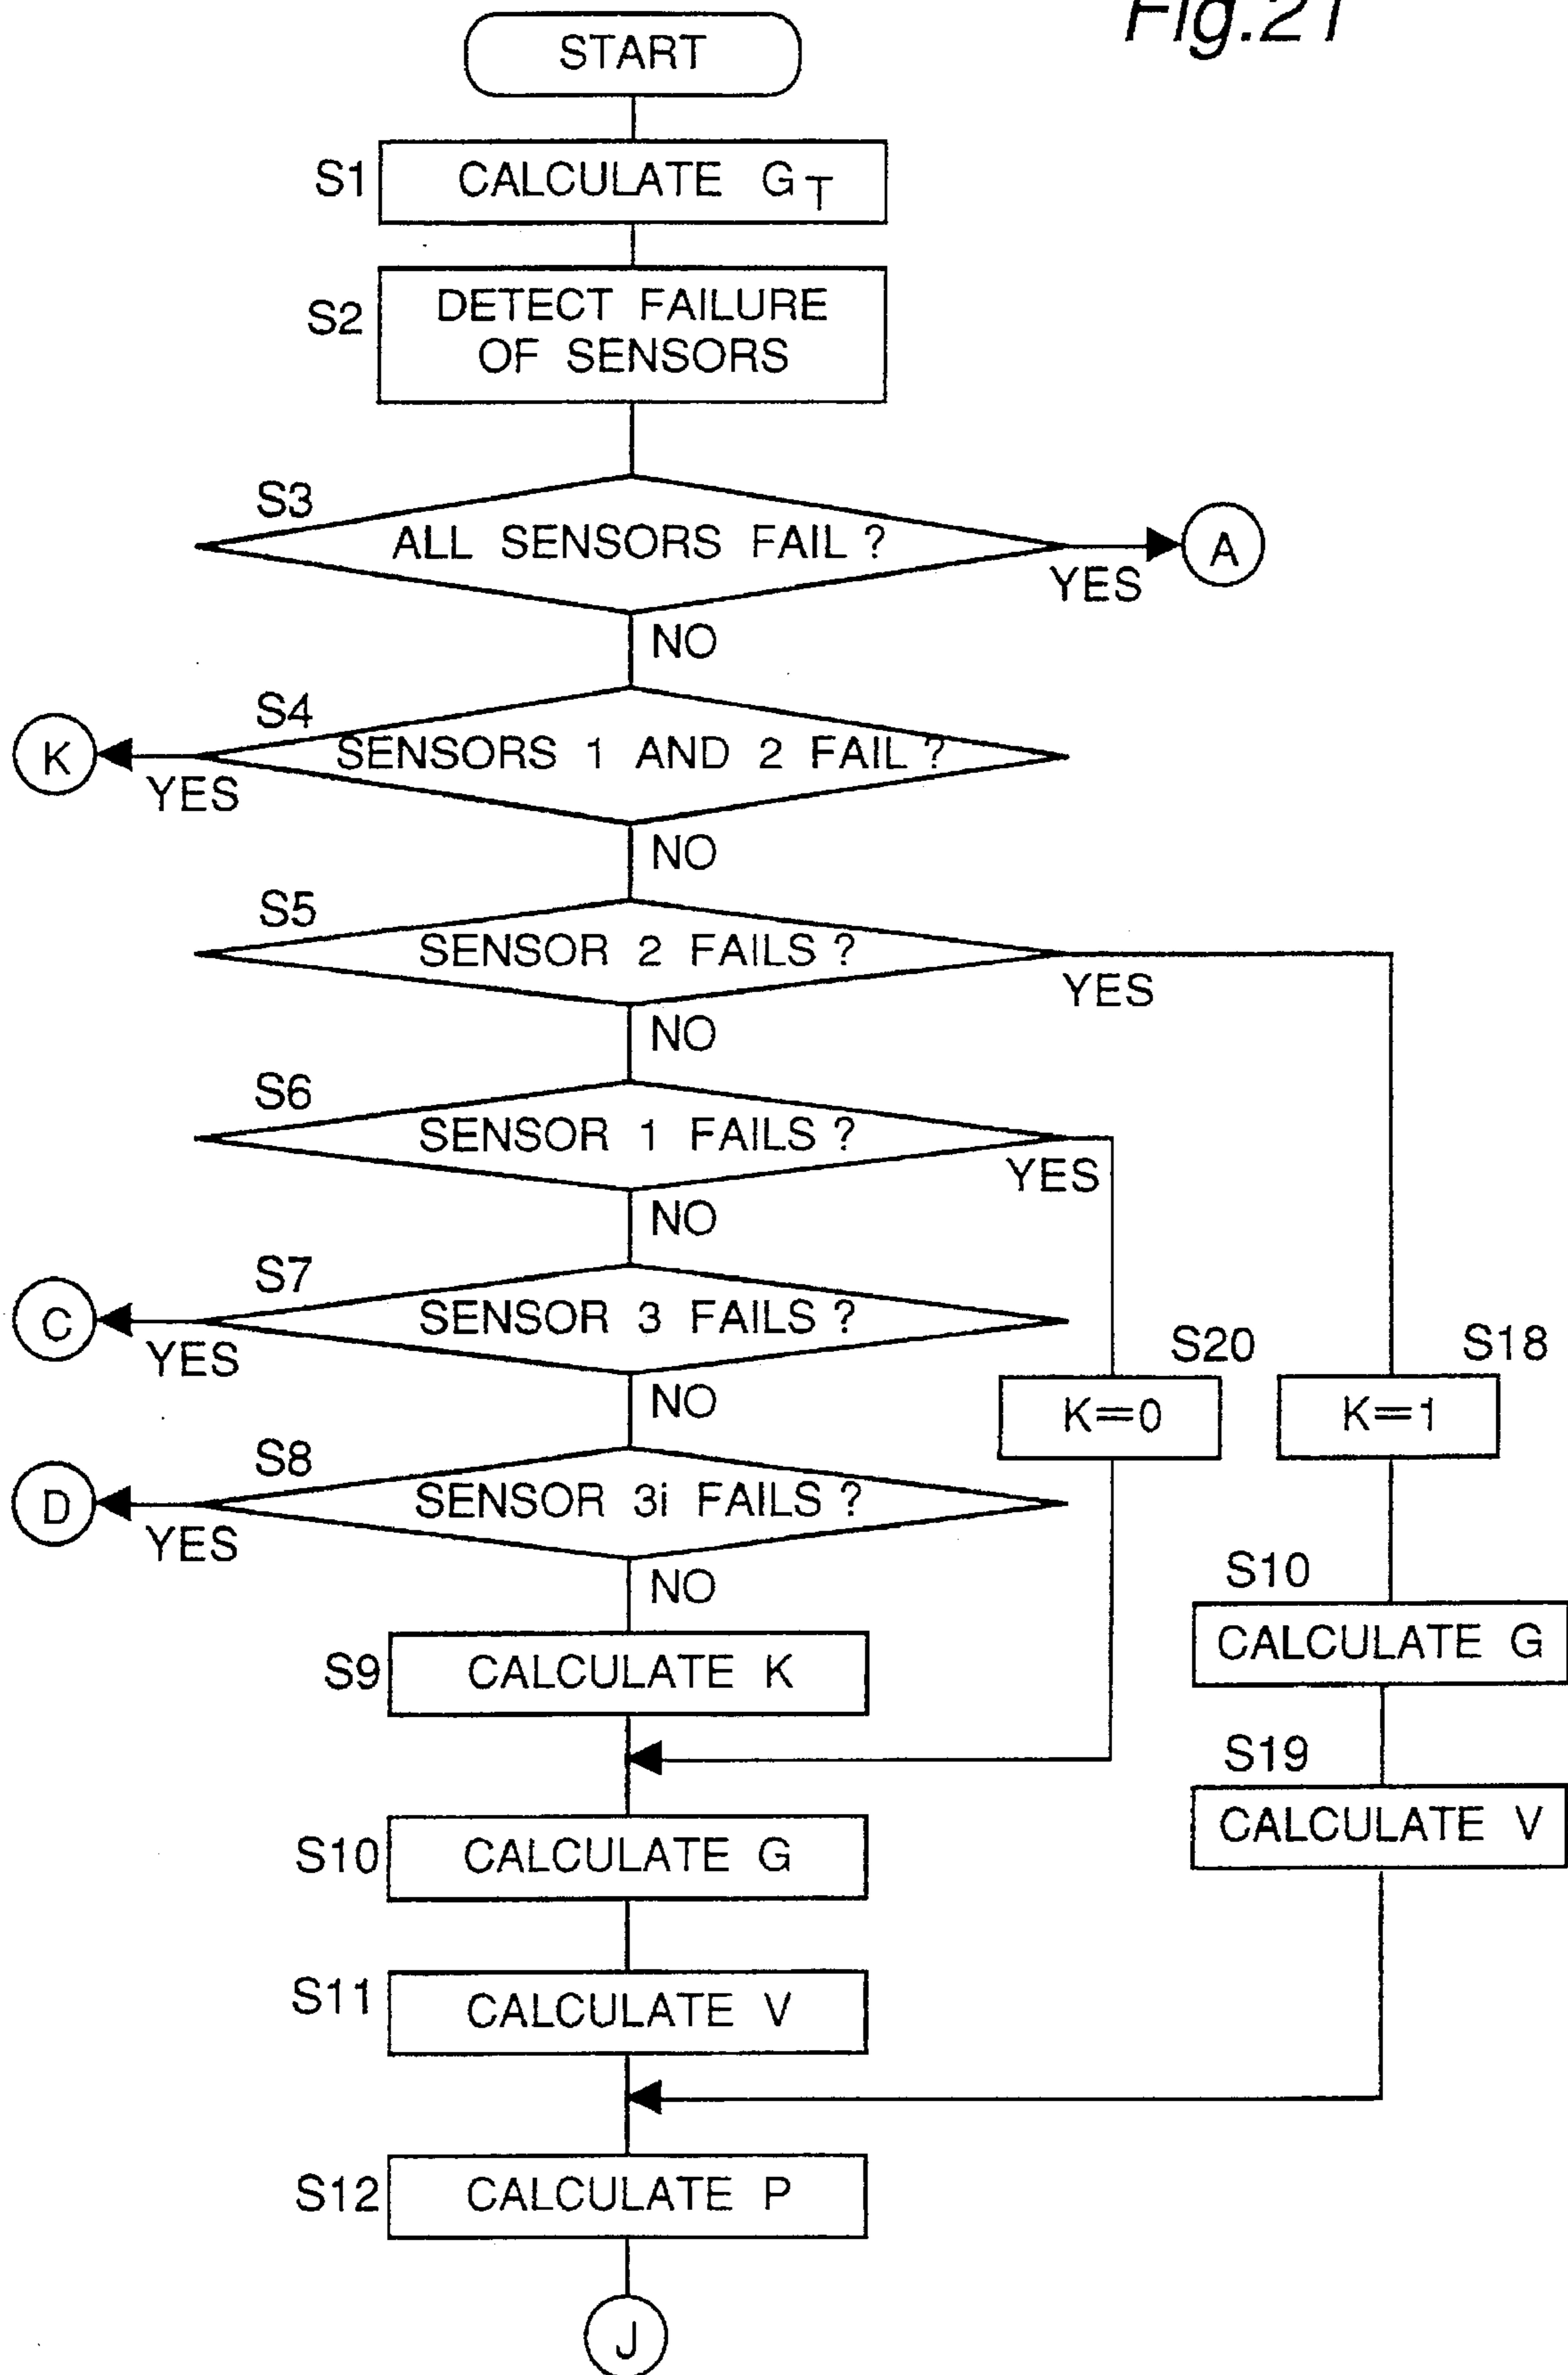 Fig.21
START
S1
CALCULATE GT
S2
DETECT FAILURE
OF SENSORS
S3
ALL SENSORS FAIL ?
YES
A
NO
S4
SENSORS 1 AND 2 FAIL ?
YES
K
NO
S5
SENSOR 2 FAILS ?
YES
NO
S6
SENSOR 1 FAILS ?
YES
NO
S7
SENSOR 3 FAILS ?
YES
C
NO
S20
K=0
S18
K=1
S8
SENSOR 3i FAILS ?
YES
D
NO
S10
CALCULATE G
S9
CALCULATE K
S19
CALCULATE V
S10
CALCULATE G
S11
CALCULATE V
S12
CALCULATE P
J